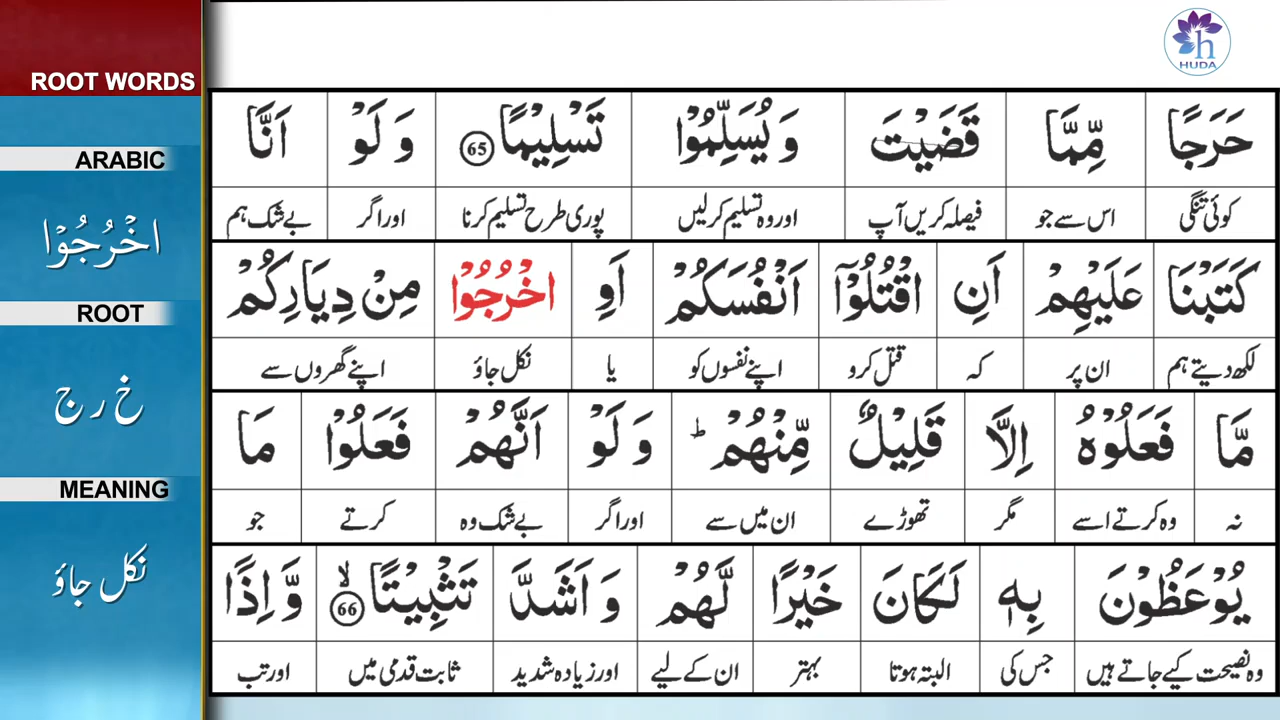 ROOT WORDS
ARABIC
اخْرُجُوْا
ROOT
خ ر ج
MEANING
نکل جاؤ
HUDA
حَرَجًا مِّمَّا قَضَيْتَ وَ يُسَلِّمُوْا تَسْلِيْمًا 65 وَ لَوْ اَنَّا
کوئی تنگی اس سے جو فیصلہ کریں آپ اور وہ تسلیم کرلیں پوری طرح تسلیم کرنا اور اگر بے شک ہم
كَتَبْنَا عَلَيْهِمْ اَنِ اقْتُلُوْٓا اَنْفُسَكُمْ اَوِ اخْرُجُوْا مِنْ دِيَارِكُمْ
لکھ دیتے ہم ان پر کہ قتل کرو اپنے نفسوں کو یا نکل جاؤ اپنے گھروں سے
مَّا فَعَلُوْهُ اِلَّا قَلِيْلٌ مِّنْهُمْ ؕ وَ لَوْ اَنَّهُمْ فَعَلُوْا مَا
نہ وہ کرتے اسے مگر تھوڑے ان میں سے اور اگر بے شک وہ کرتے جو
يُوْعَظُوْنَ بِهٖ لَكَانَ خَيْرًا لَّهُمْ وَ اَشَدَّ تَثْبِيْتًا ۙ 66 وَّ اِذًا
وہ نصیحت کیے جاتے ہیں جس کی البتہ ہوتا بہتر ان کے لیے اور زیادہ شدید ثابت قدمی میں اور تب